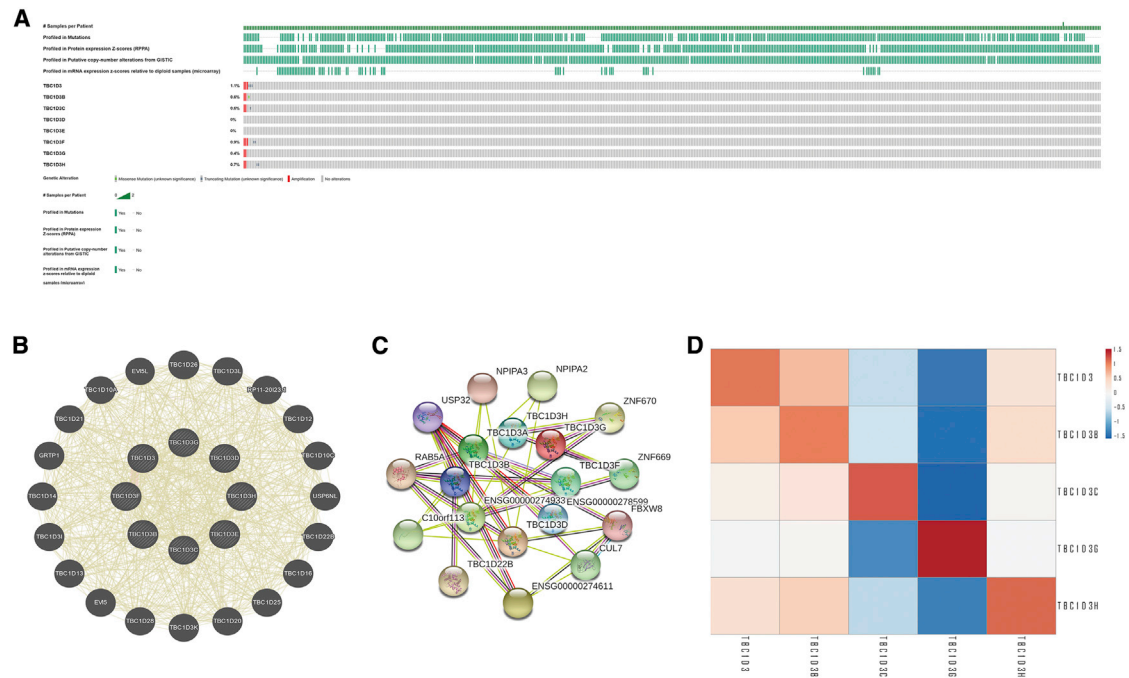 A
# Samples per Patient
Profiled in Mutations
Profiled in Protein expression Z-scores (RPPA)
Profiled in Putative copy-number alterations from GISTIC
Profiled in mRNA expression z-scores relative to diploid samples (microarray)
TBC1D3 1.1%
TBC1D3B 0.6%
TBC1D3C 0.6%
TBC1D3D 0%
TBC1D3E 0%
TBC1D3F 0.9%
TBC1D3G 0.4%
TBC1D3H 0.7%
Genetic Alteration Missense Mutation (unknown significance) Truncating Mutation (unknown significance) Amplification No alterations
# Samples per Patient 2
Profiled in Mutations Yes - No
Profiled in Protein expression
Z-scores (RPPA) Yes - No
Profiled in Putative copy-number
alterations from GISTIC Yes - No
Profiled in mRNA expression
z-scores relative to diploid Yes - No
samples (microarray)
B
TBC1D26
EVI5L
TBC1D3L
TBC1D10A
TBC1D21
TBC1D12
GRTP1
TBC1D10C
TBC1D14
USP6NL
TBC1D3I
TBC1D22B
TBC1D13
TBC1D16
EVI5
TBC1D25
TBC1D28
TBC1D20
TBC1D3K
TBC1D3G
TBC1D3
TBC1D3D
TBC1D3F
TBC1D3H
TBC1D3B
TBC1D3E
TBC1D3C
C
NPIPA3
NPIPA2
USP32
TBC1D3H
ZNF670
TBC1D3A
TBC1D3G
RAB5A
TBC1D3B
TBC1D3F
ZNF669
ENSG00000274933
ENSG00000278599
C10orf113
TBC1D3D
FBXW8
TBC1D22B
CUL7
ENSG00000274611
D
TBC1D3
TBC1D3B
TBC1D3C
TBC1D3G
TBC1D3H
1.5
1
0.5
0
-0.5
-1
-1.5
TBC1D3
TBC1D3B
TBC1D3C
TBC1D3G
TBC1D3H